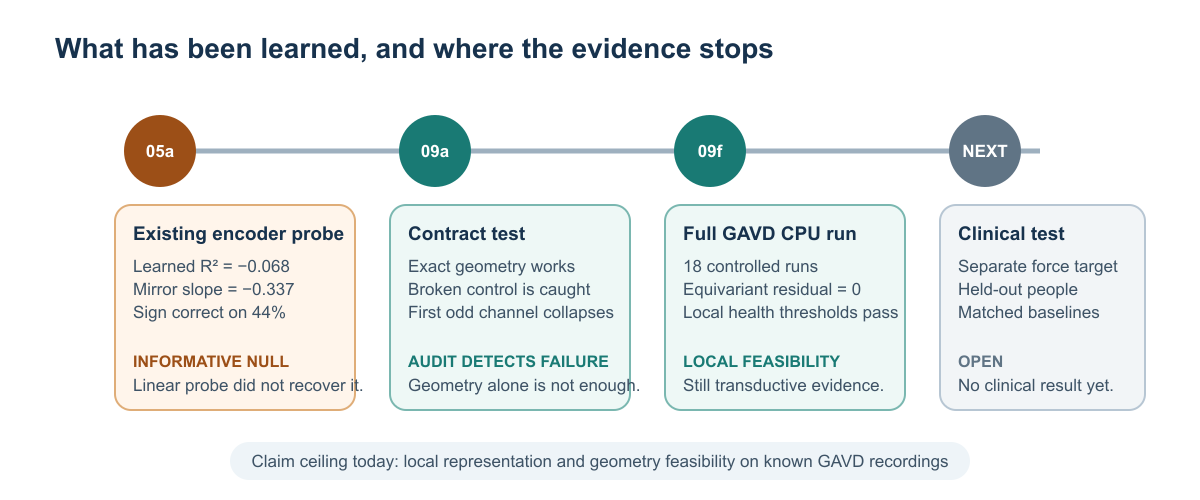 What has been learned, and where the evidence stops
05a
09a
09f
NEXT
Existing encoder probe
Learned R² = −0.068
Mirror slope = −0.337
Sign correct on 44%
INFORMATIVE NULL
Linear probe did not recover it.
Contract test
Exact geometry works
Broken control is caught
First odd channel collapses
AUDIT DETECTS FAILURE
Geometry alone is not enough.
Full GAVD CPU run
18 controlled runs
Equivariant residual = 0
Local health thresholds pass
LOCAL FEASIBILITY
Still transductive evidence.
Clinical test
Separate force target
Held-out people
Matched baselines
OPEN
No clinical result yet.
Claim ceiling today: local representation and geometry feasibility on known GAVD recordings